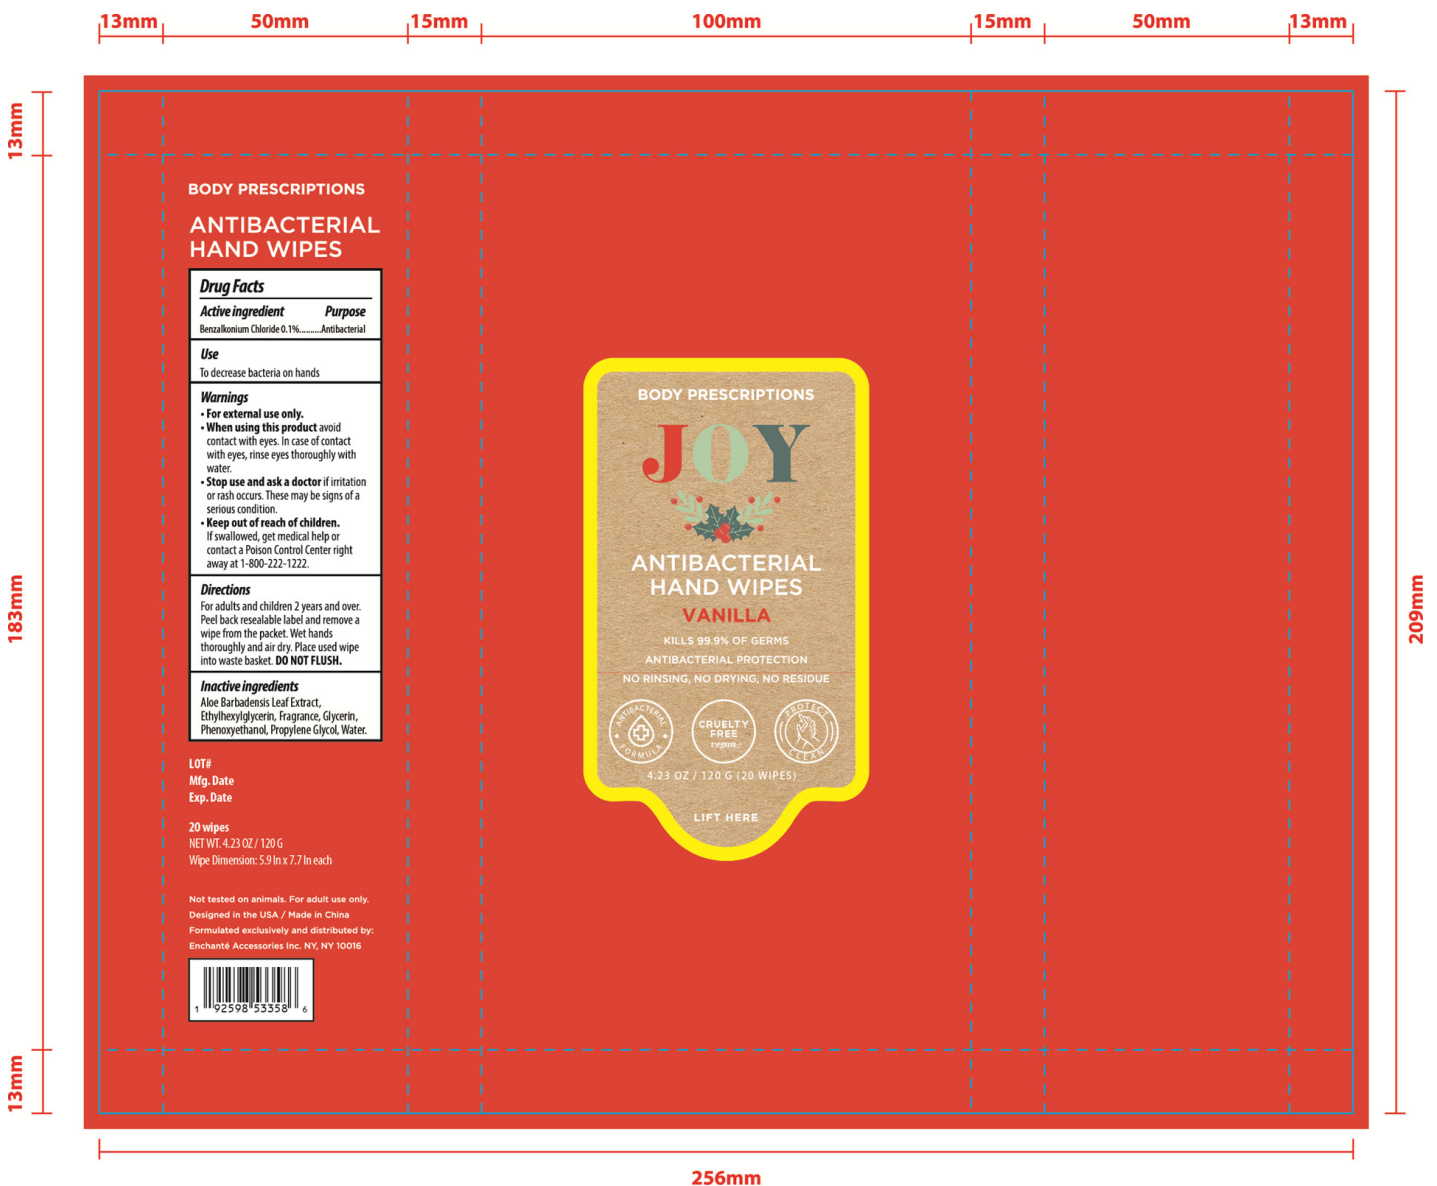 13mm 50mm 15mm 100mm 15mm 50mm 13mm
13mm
183mm
13mm
209mm
256mm
BODY PRESCRIPTIONS
ANTIBACTERIAL
HAND WIPES
Drug Facts
Active ingredient Purpose
Benzalkonium Chloride 0.1%..........Antibacterial
Use
To decrease bacteria on hands
Warnings
• For external use only.
• When using this product avoid
contact with eyes. In case of contact
with eyes, rinse eyes thoroughly with
water.
• Stop use and ask a doctor if irritation
or rash occurs. These may be signs of a
serious condition.
• Keep out of reach of children.
If swallowed, get medical help or
contact a Poison Control Center right
away at 1-800-222-1222.
Directions
For adults and children 2 years and over.
Peel back resealable label and remove a
wipe from the packet. Wet hands
thoroughly and air dry. Place used wipe
into waste basket. DO NOT FLUSH.
Inactive ingredients
Aloe Barbadensis Leaf Extract,
Ethylhexylglycerin, Fragrance, Glycerin,
Phenoxyethanol, Propylene Glycol, Water.
LOT#
Mfg. Date
Exp. Date
20 wipes
NET WT. 4.23 OZ / 120 G
Wipe Dimension: 5.9 In x 7.7 In each
Not tested on animals. For adult use only.
Designed in the USA / Made in China
Formulated exclusively and distributed by:
Enchanté Accessories Inc. NY, NY 10016
1 92598 53358 6
BODY PRESCRIPTIONS
JOY
ANTIBACTERIAL
HAND WIPES
VANILLA
KILLS 99.9% OF GERMS
ANTIBACTERIAL PROTECTION
NO RINSING, NO DRYING, NO RESIDUE
ANTIBACTERIAL
FORMULA
CRUELTY
FREE
vegan
PROTECT
CLEAN
4.23 OZ / 120 G (20 WIPES)
LIFT HERE